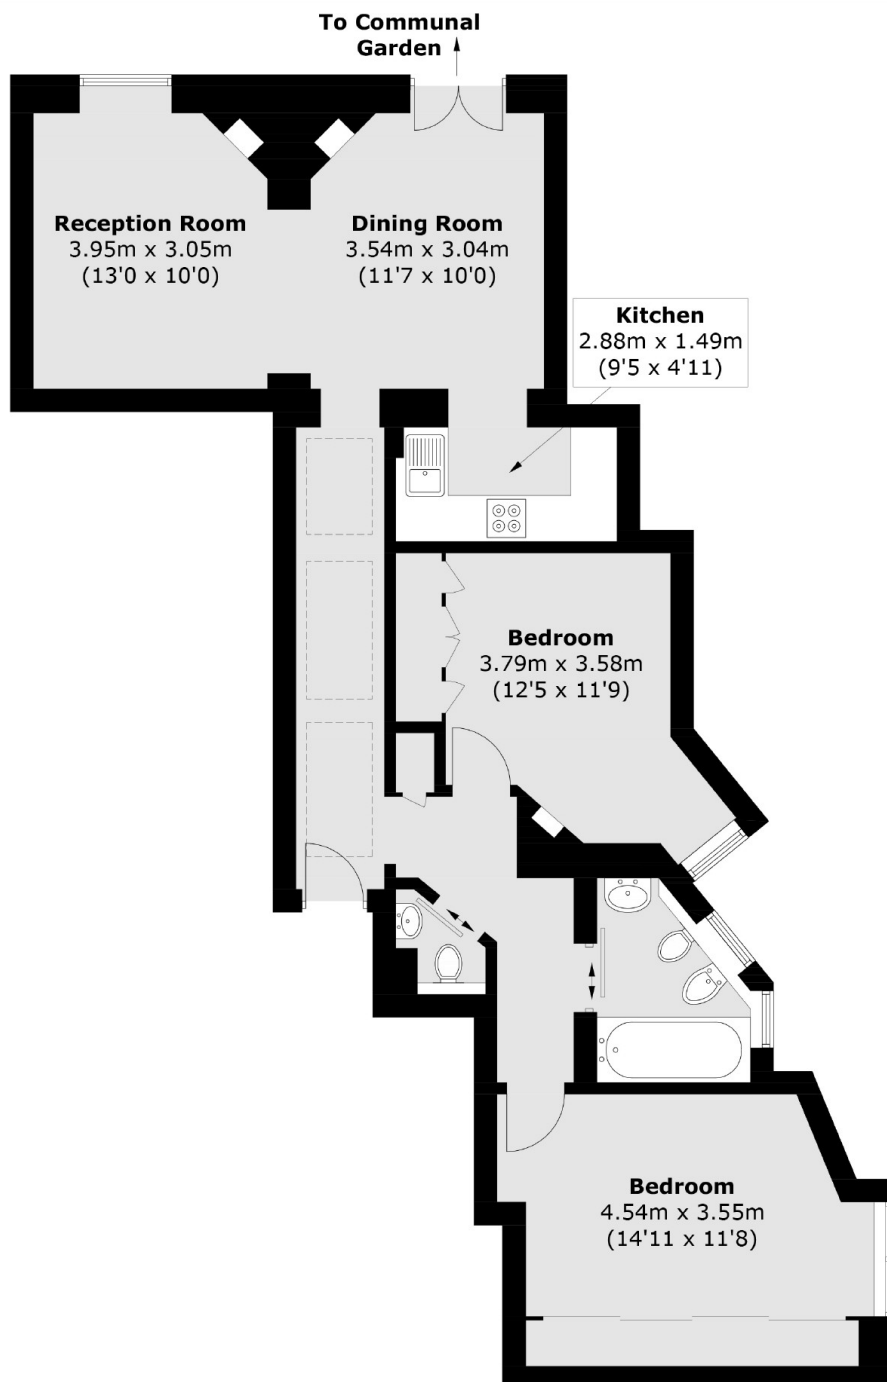 To Communal
Garden
Reception Room
3.95m x 3.05m
(13'0 x 10'0)
Dining Room
3.54m x 3.04m
(11'7 x 10'0)
Kitchen
2.88m x 1.49m
(9'5 x 4'11)
Bedroom
3.79m x 3.58m
(12'5 x 11'9)
Bedroom
4.54m x 3.55m
(14'11 x 11'8)